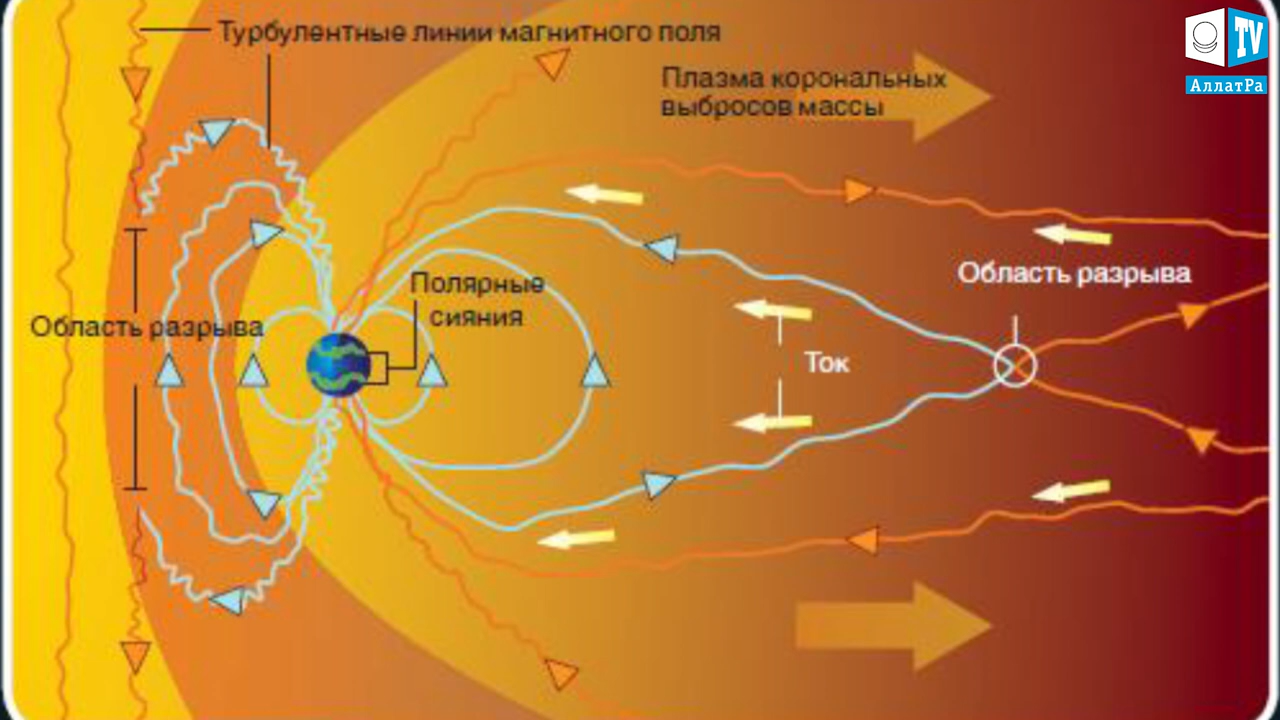 Турбулентные линии магнитного поля
Плазма корональных
выбросов массы
TV
АллатРа
Область разрыва
Полярные
сияния
Область разрыва
Ток